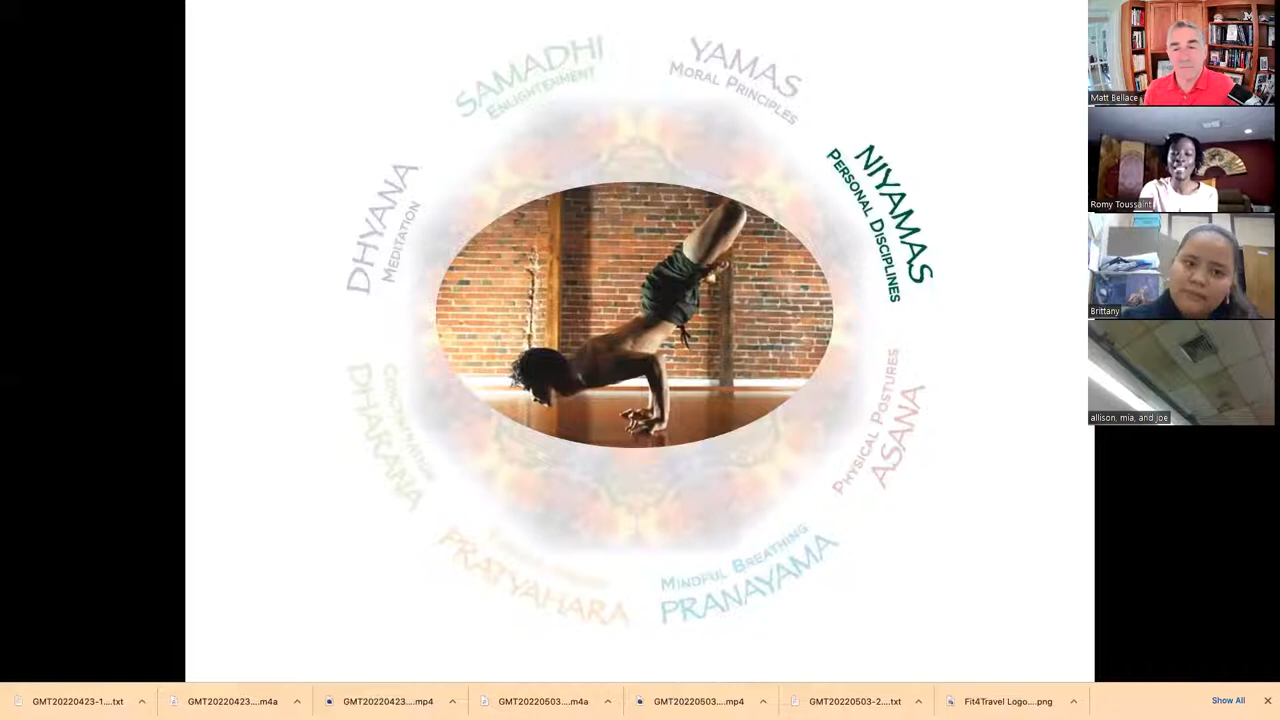 SAMADHI
ENLIGHTENMENT
YAMAS
MORAL PRINCIPLES
NIYAMAS
PERSONAL DISCIPLINES
PHYSICAL POSTURES
ASANA
MINDFUL BREATHING
PRANAYAMA
PRATYAHARA
CONCENTRATION
DHARANA
DHYANA
MEDITATION
Matt Bellace
Romy Toussaint
Brittany
allison, mia, and joe
GMT20220423-1....txt
GMT20220423....m4a
GMT20220423....mp4
GMT20220503....m4a
GMT20220503....mp4
GMT20220503-2....txt
Fit4Travel Logo....png
Show All